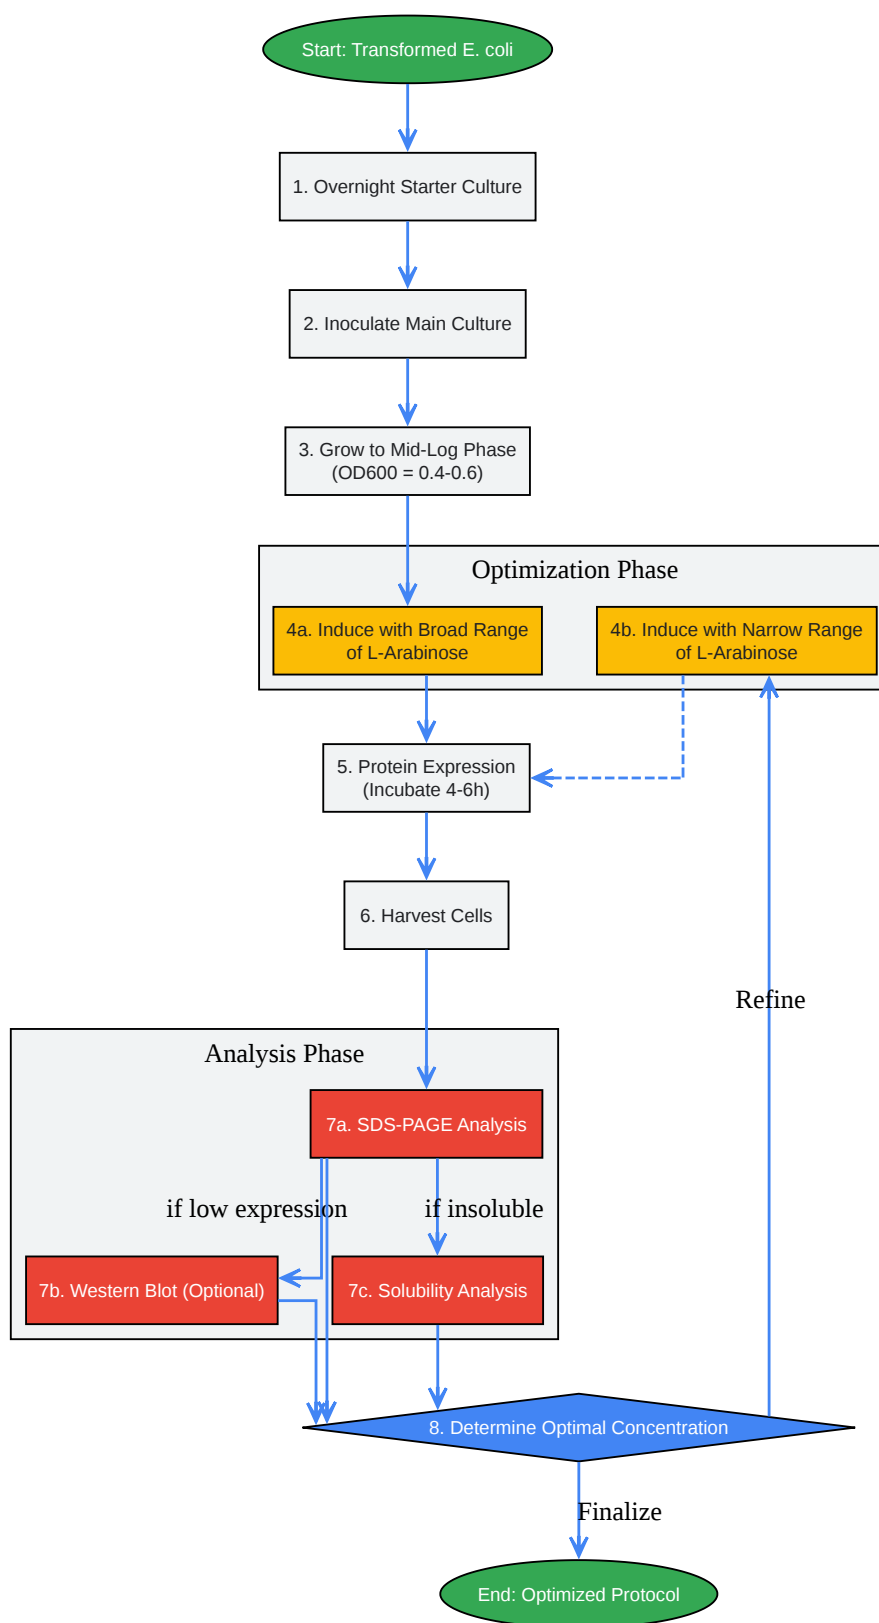 Start: Transformed E. coli
1. Overnight Starter Culture
2. Inoculate Main Culture
3. Grow to Mid-Log Phase
(OD600 = 0.4-0.6)
Optimization Phase
4a. Induce with Broad Range
of L-Arabinose
4b. Induce with Narrow Range
of L-Arabinose
5. Protein Expression
(Incubate 4-6h)
6. Harvest Cells
Refine
Analysis Phase
7a. SDS-PAGE Analysis
if low expression
if insoluble
7b. Western Blot (Optional)
7c. Solubility Analysis
8. Determine Optimal Concentration
Finalize
End: Optimized Protocol